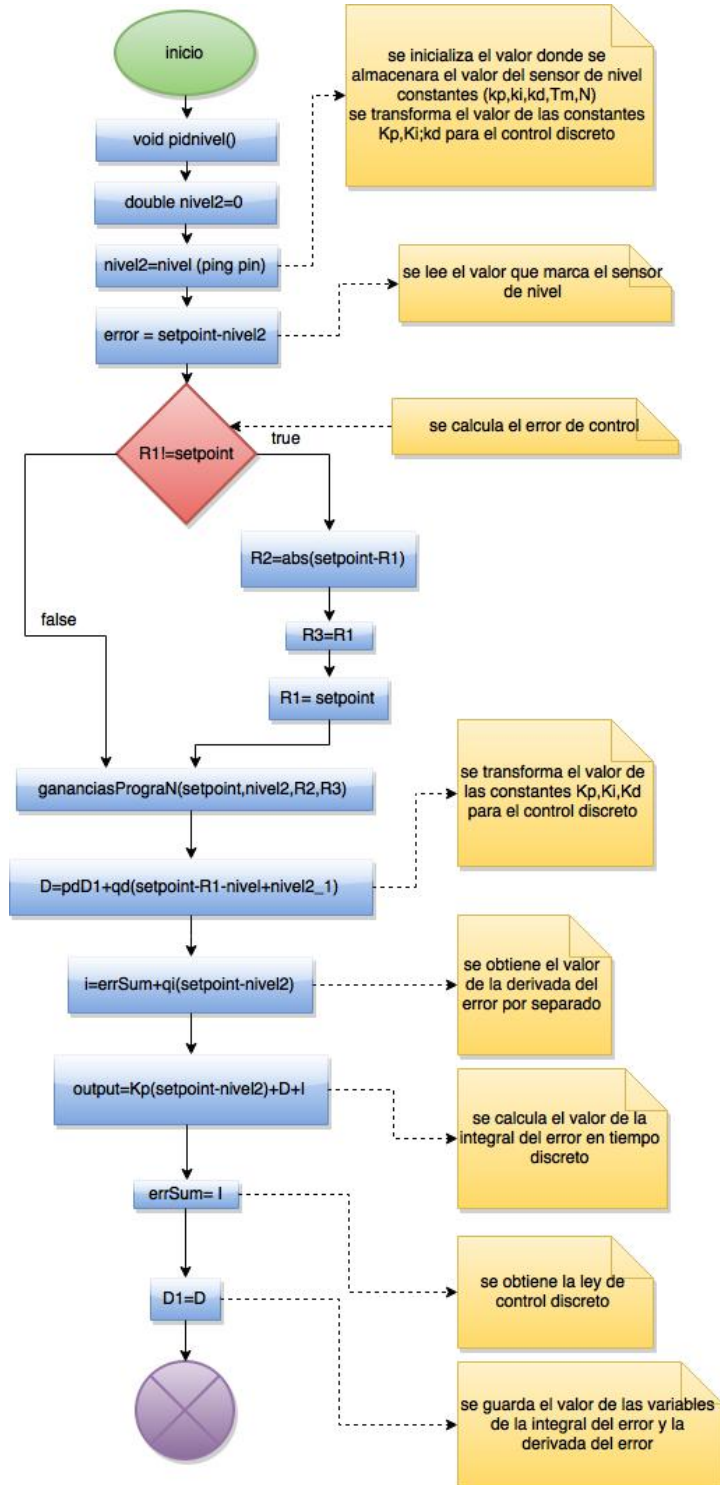 inicio
se inicializa el valor donde se
almacenara el valor del sensor de nivel
constantes (kp,ki,kd,Tm,N)
se transforma el valor de las constantes
Kp,Ki;kd para el control discreto
void pidnivel()
double nivel2=0
nivel2=nivel (ping pin)
se lee el valor que marca el sensor
de nivel
error = setpoint-nivel2
se calcula el error de control
R1!=setpoint
true
false
R2=abs(setpoint-R1)
R3=R1
R1= setpoint
gananciasPrograN(setpoint,nivel2,R2,R3)
se transforma el valor de
las constantes Kp,Ki,Kd
para el control discreto
D=pdD1+qd(setpoint-R1-nivel+nivel2_1)
i=errSum+qi(setpoint-nivel2)
se obtiene el valor
de la derivada del
error por separado
output=Kp(setpoint-nivel2)+D+I
se calcula el valor de la
integral del error en tiempo
discreto
errSum= I
se obtiene la ley de
control discreto
D1=D
se guarda el valor de las variables
de la integral del error y la
derivada del error